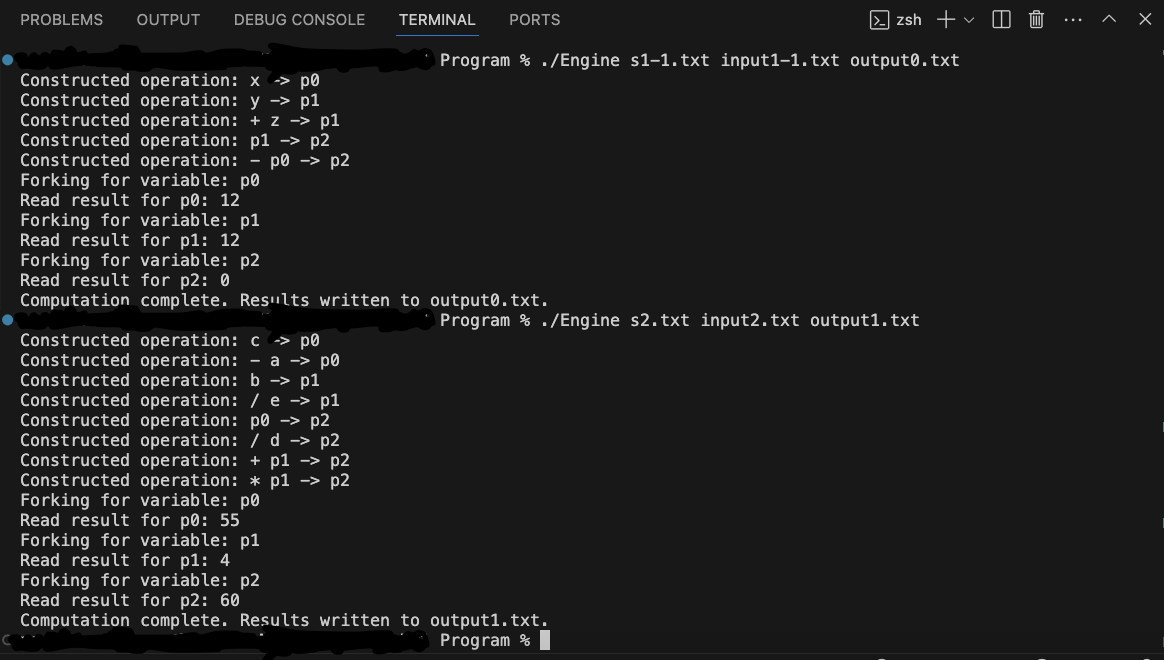 PROBLEMS OUTPUT DEBUG CONSOLE TERMINAL PORTS zsh
Program % ./Engine s1-1.txt input1-1.txt output0.txt
Constructed operation: x -> p0
Constructed operation: y -> p1
Constructed operation: + z -> p1
Constructed operation: p1 -> p2
Constructed operation: - p0 -> p2
Forking for variable: p0
Read result for p0: 12
Forking for variable: p1
Read result for p1: 12
Forking for variable: p2
Read result for p2: 0
Computation complete. Results written to output0.txt.
Program % ./Engine s2.txt input2.txt output1.txt
Constructed operation: c -> p0
Constructed operation: - a -> p0
Constructed operation: b -> p1
Constructed operation: / e -> p1
Constructed operation: p0 -> p2
Constructed operation: / d -> p2
Constructed operation: + p1 -> p2
Constructed operation: * p1 -> p2
Forking for variable: p0
Read result for p0: 55
Forking for variable: p1
Read result for p1: 4
Forking for variable: p2
Read result for p2: 60
Computation complete. Results written to output1.txt.
Program %